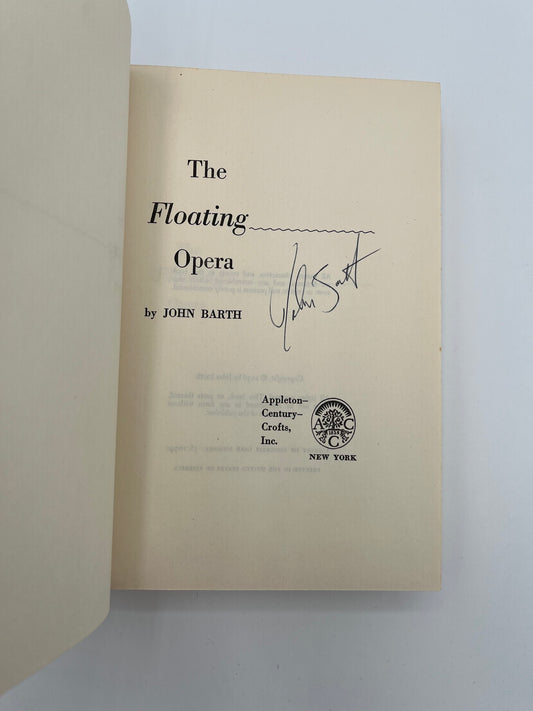 The
Floating
Opera
by JOHN BARTH
John Barth
Appleton–
Century–
Crofts,
Inc.
A C C
NEW YORK